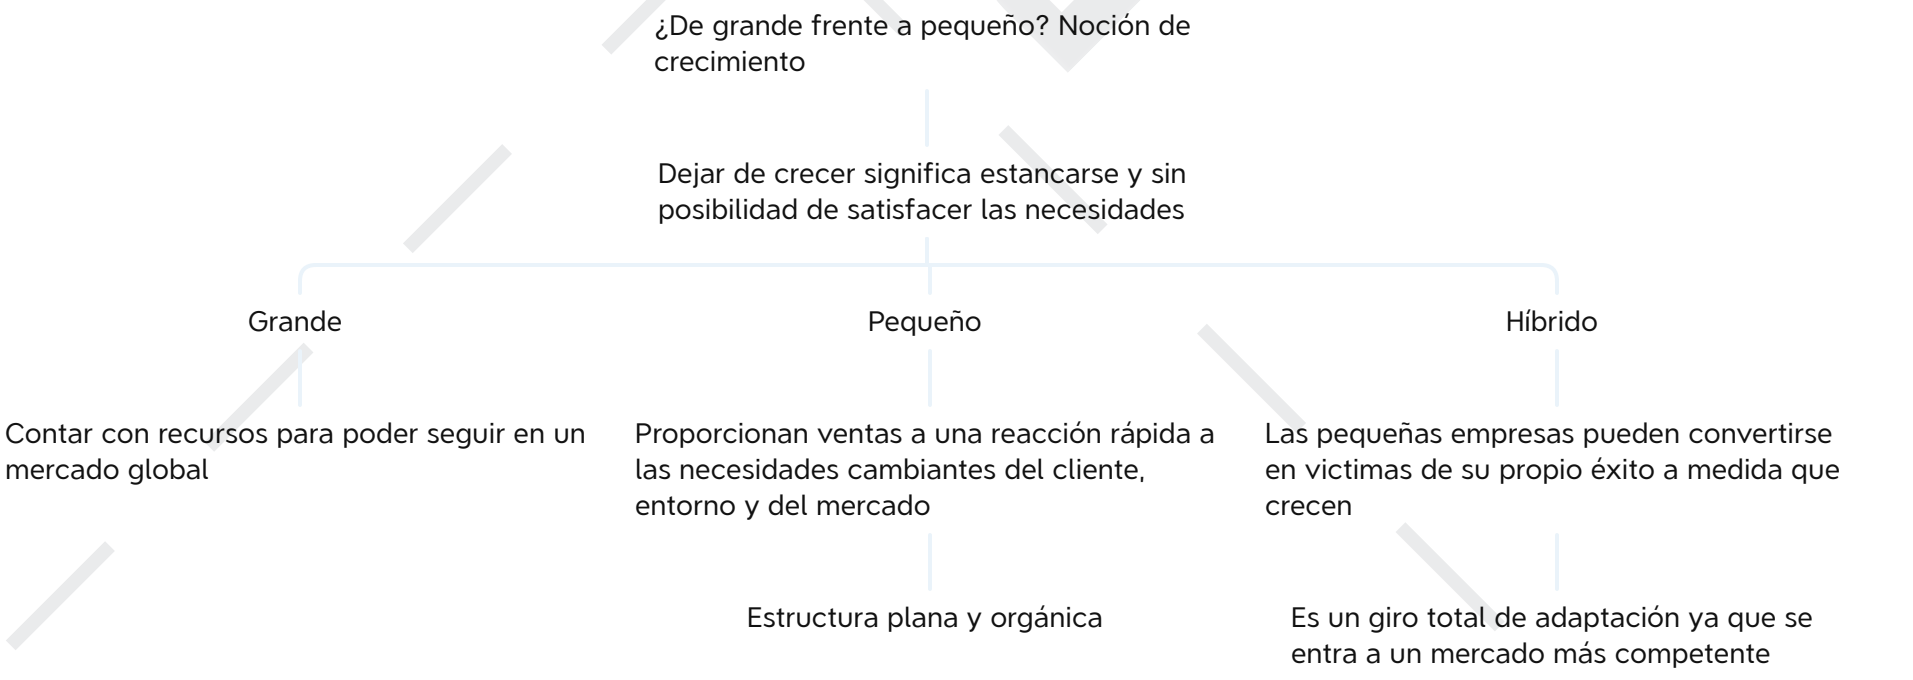 ¿De grande frente a pequeño? Noción de
crecimiento
Dejar de crecer significa estancarse y sin
posibilidad de satisfacer las necesidades
Grande
Pequeño
Híbrido
Contar con recursos para poder seguir en un
mercado global
Proporcionan ventas a una reacción rápida a
las necesidades cambiantes del cliente,
entorno y del mercado
Las pequeñas empresas pueden convertirse
en victimas de su propio éxito a medida que
crecen
Estructura plana y orgánica
Es un giro total de adaptación ya que se
entra a un mercado más competente